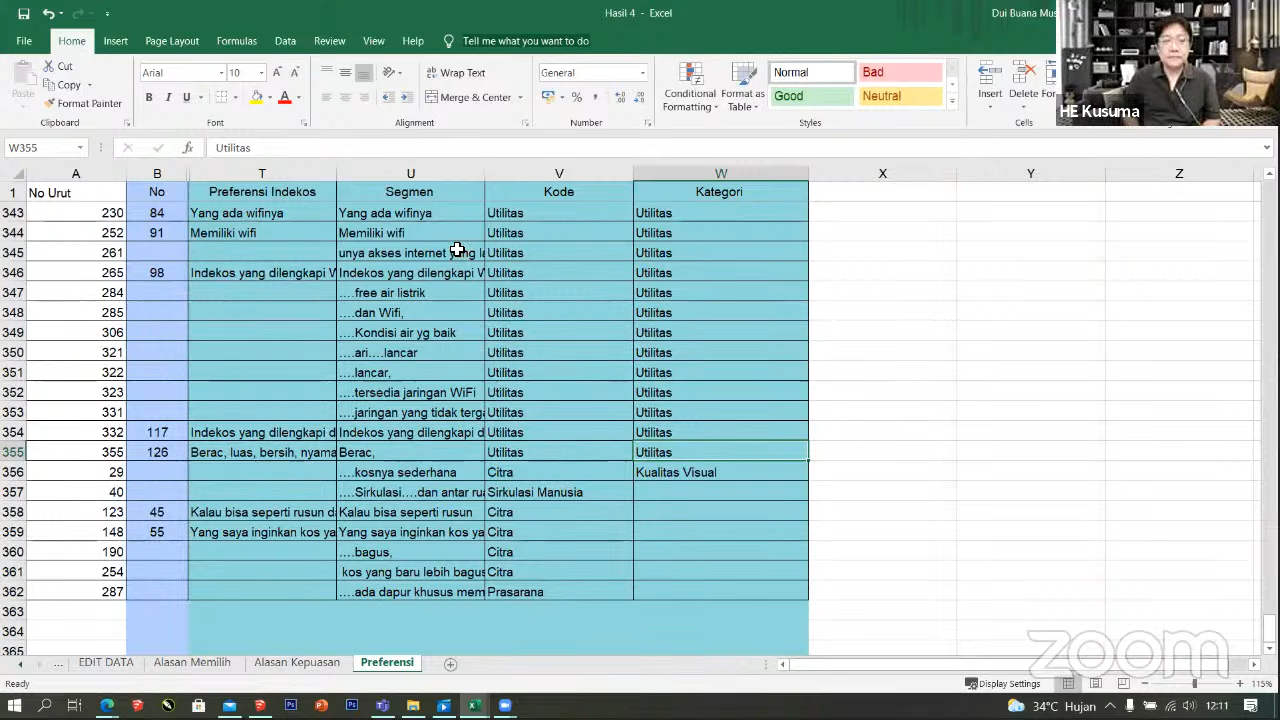 Hasil 4 - Excel
Dui Buana Mus
File Home Insert Page Layout Formulas Data Review View Help Tell me what you want to do
Cut
Copy
Format Painter
Paste
Clipboard
Arial 10
B I U
Font
Wrap Text
Merge & Center
Alignment
General
Number
Conditional Formatting
Format as Table
Normal Bad
Good Neutral
Styles
Insert Delete
Cells
HE Kusuma
W355 fx Utilitas
A B T U V W X Y Z
1 No Urut No Preferensi Indekos Segmen Kode Kategori
343 230 84 Yang ada wifinya Yang ada wifinya Utilitas Utilitas
344 252 91 Memiliki wifi Memiliki wifi Utilitas Utilitas
345 261 unya akses internet yang la Utilitas Utilitas
346 265 98 Indekos yang dilengkapi W Indekos yang dilengkapi W Utilitas Utilitas
347 284 ….free air listrik Utilitas Utilitas
348 285 ….dan Wifi, Utilitas Utilitas
349 306 ….Kondisi air yg baik Utilitas Utilitas
350 321 ….ari….lancar Utilitas Utilitas
351 322 ….lancar, Utilitas Utilitas
352 323 ….tersedia jaringan WiFi Utilitas Utilitas
353 331 ….jaringan yang tidak terga Utilitas Utilitas
354 332 117 Indekos yang dilengkapi d Indekos yang dilengkapi d Utilitas Utilitas
355 355 126 Berac, luas, bersih, nyama Berac, Utilitas Utilitas
356 29 ….kosnya sederhana Citra Kualitas Visual
357 40 ….Sirkulasi….dan antar rua Sirkulasi Manusia
358 123 45 Kalau bisa seperti rusun da Kalau bisa seperti rusun Citra
359 148 55 Yang saya inginkan kos ya Yang saya inginkan kos ya Citra
360 190 ….bagus, Citra
361 254 kos yang baru lebih bagus Citra
362 287 ….ada dapur khusus mem Prasarana
363
364
365
zoom
... EDIT DATA Alasan Memilih Alasan Kepuasan Preferensi
Ready Display Settings 115%
34°C Hujan 12:11